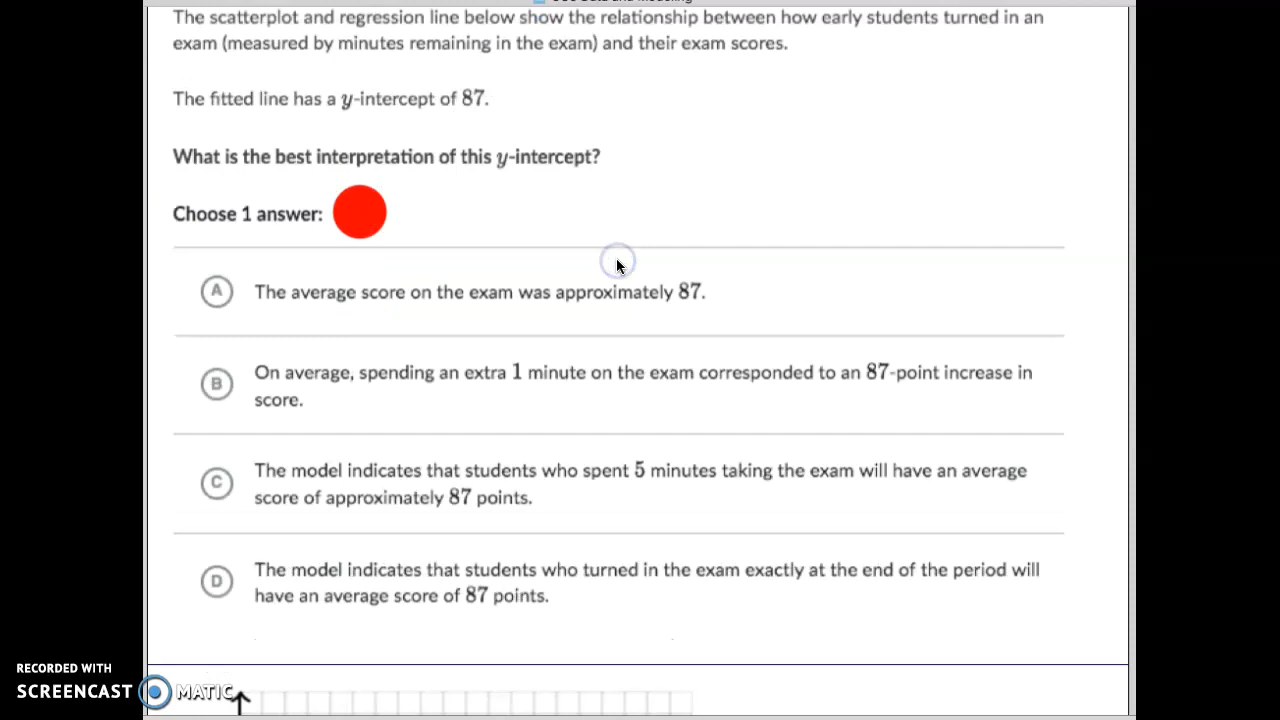 The scatterplot and regression line below show the relationship between how early students turned in an
exam (measured by minutes remaining in the exam) and their exam scores.
The fitted line has a y-intercept of 87.
What is the best interpretation of this y-intercept?
Choose 1 answer:
A The average score on the exam was approximately 87.
B On average, spending an extra 1 minute on the exam corresponded to an 87-point increase in
score.
C The model indicates that students who spent 5 minutes taking the exam will have an average
score of approximately 87 points.
D The model indicates that students who turned in the exam exactly at the end of the period will
have an average score of 87 points.
RECORDED WITH
SCREENCAST MATIC